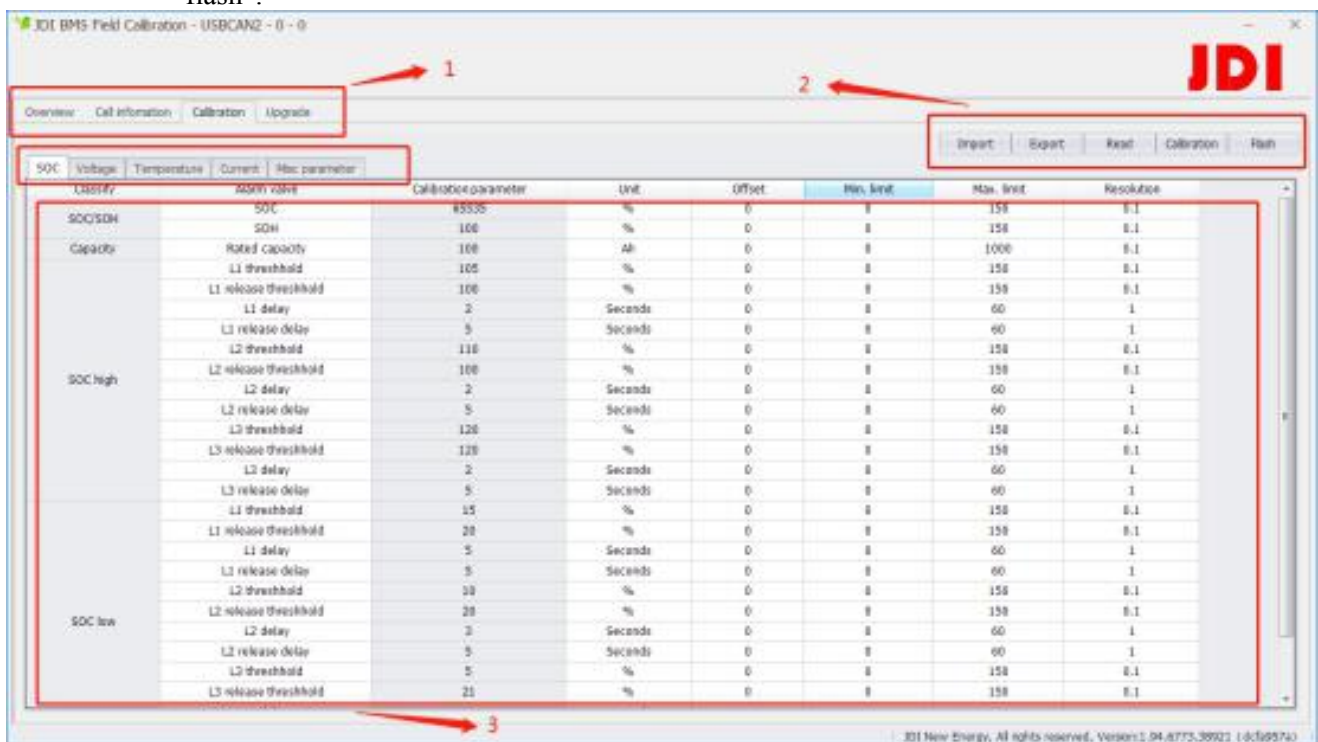 flash".
JDI BMS Field Calibration - USBCAN2 - 0 - 0
JDI
1
2
Overview Cell infomation Calibration Upgrade
Import Export Read Calibration Flash
SOC Voltage Temperature Current Misc parameter
Classify Alarm valve Calibration parameter Unit Offset Min. limit Max. limit Resolution
SOC/SOH SOC 65535 % 0 0 150 0.1
SOH 100 % 0 0 150 0.1
Capacity Rated capacity 100 Ah 0 0 1000 0.1
SOC high L1 threshhold 105 % 0 0 150 0.1
L1 release threshhold 100 % 0 0 150 0.1
L1 delay 2 Seconds 0 0 60 1
L1 release delay 5 Seconds 0 0 60 1
L2 threshhold 110 % 0 0 150 0.1
L2 release threshhold 100 % 0 0 150 0.1
L2 delay 2 Seconds 0 0 60 1
L2 release delay 5 Seconds 0 0 60 1
L3 threshhold 120 % 0 0 150 0.1
L3 release threshhold 120 % 0 0 150 0.1
L3 delay 2 Seconds 0 0 60 1
L3 release delay 5 Seconds 0 0 60 1
SOC low L1 threshhold 15 % 0 0 150 0.1
L1 release threshhold 20 % 0 0 150 0.1
L1 delay 5 Seconds 0 0 60 1
L1 release delay 5 Seconds 0 0 60 1
L2 threshhold 10 % 0 0 150 0.1
L2 release threshhold 20 % 0 0 150 0.1
L2 delay 3 Seconds 0 0 60 1
L2 release delay 5 Seconds 0 0 60 1
L3 threshhold 5 % 0 0 150 0.1
L3 release threshhold 21 % 0 0 150 0.1
3
JDI New Energy, All rights reserved, Version:1.04.6773.38921 (dcfa957a)